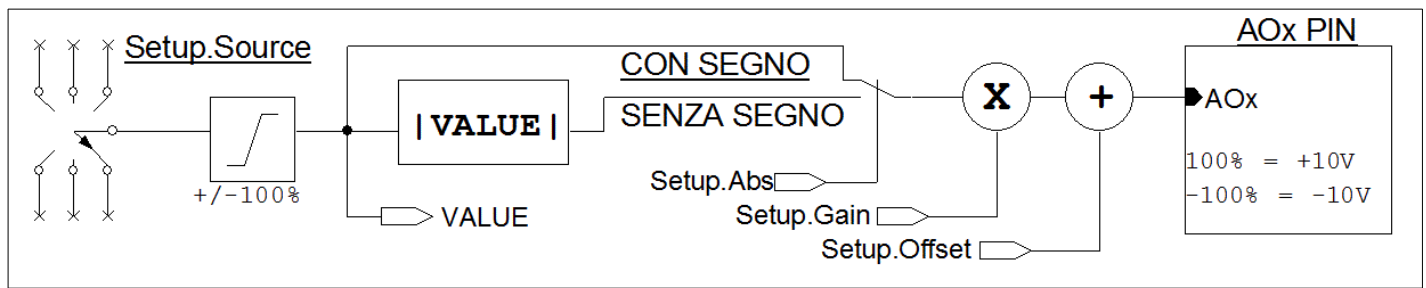 Setup.Source
+/-100%
|VALUE|
VALUE
CON SEGNO
SENZA SEGNO
Setup.Abs
Setup.Gain
Setup.Offset
X
+
AOx PIN
AOx
100% = +10V
-100% = -10V